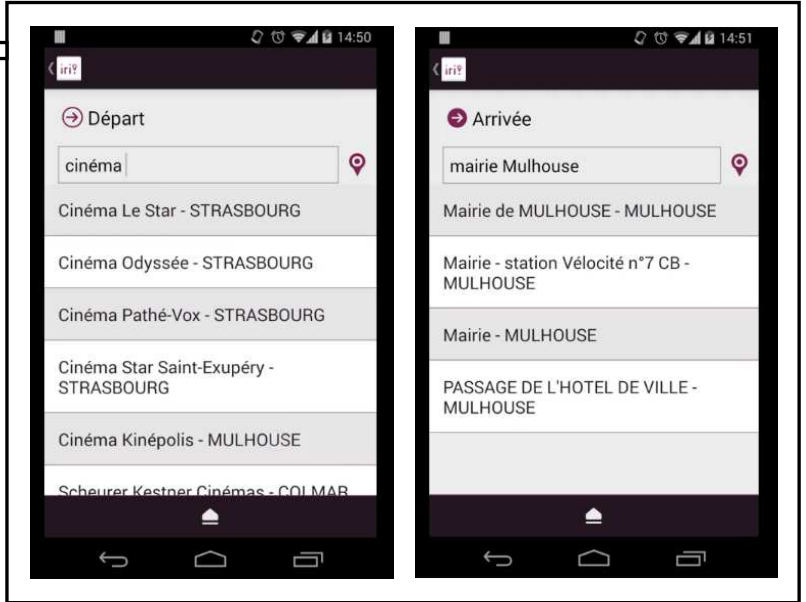 14:50
iri?
Départ
cinéma
Cinéma Le Star - STRASBOURG
Cinéma Odyssée - STRASBOURG
Cinéma Pathé-Vox - STRASBOURG
Cinéma Star Saint-Exupéry -
STRASBOURG
Cinéma Kinépolis - MULHOUSE
Scheurer Kestner Cinémas - COLMAR
14:51
iri?
Arrivée
mairie Mulhouse
Mairie de MULHOUSE - MULHOUSE
Mairie - station Vélocité n°7 CB -
MULHOUSE
Mairie - MULHOUSE
PASSAGE DE L'HOTEL DE VILLE -
MULHOUSE